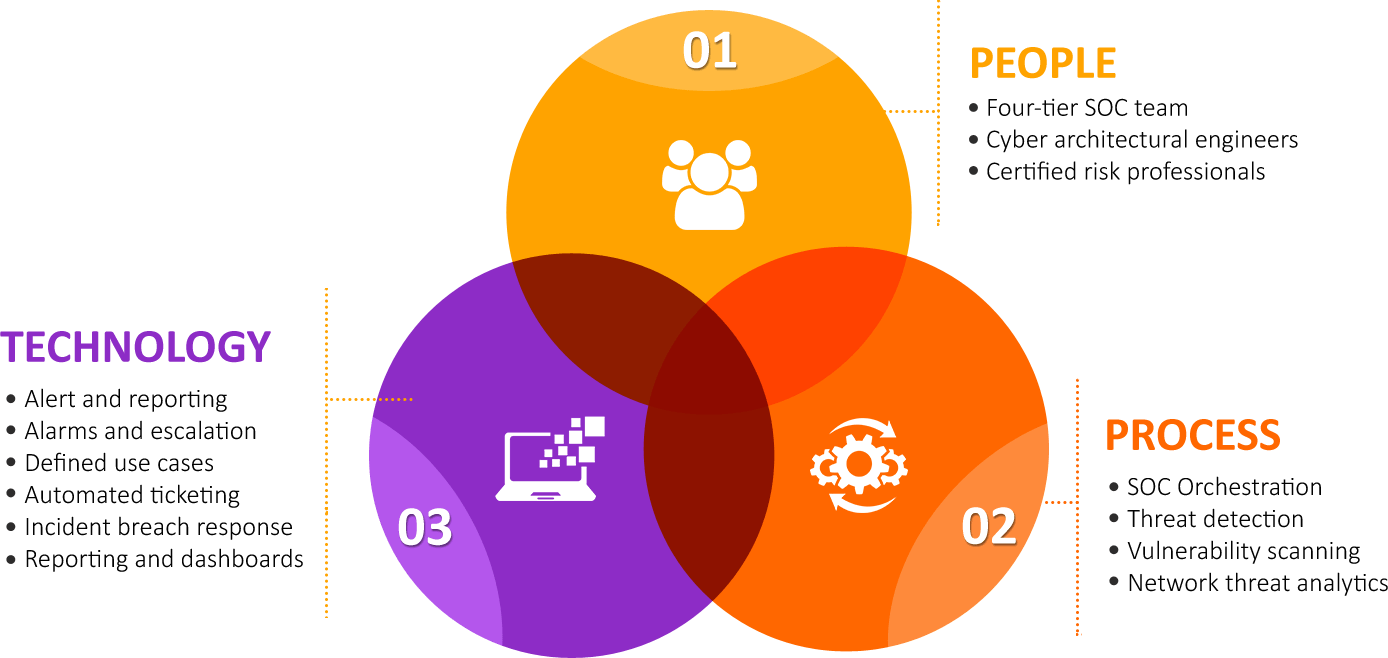 01
PEOPLE
• Four-tier SOC team
• Cyber architectural engineers
• Certified risk professionals
TECHNOLOGY
• Alert and reporting
• Alarms and escalation
• Defined use cases
• Automated ticketing
• Incident breach response
• Reporting and dashboards
03
02
PROCESS
• SOC Orchestration
• Threat detection
• Vulnerability scanning
• Network threat analytics